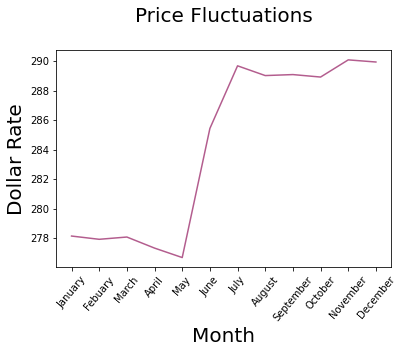 Price Fluctuations
290
288
286
284
282
280
278
Dollar Rate
January
Febuary
March
April
May
June
July
August
September
October
November
December
Month